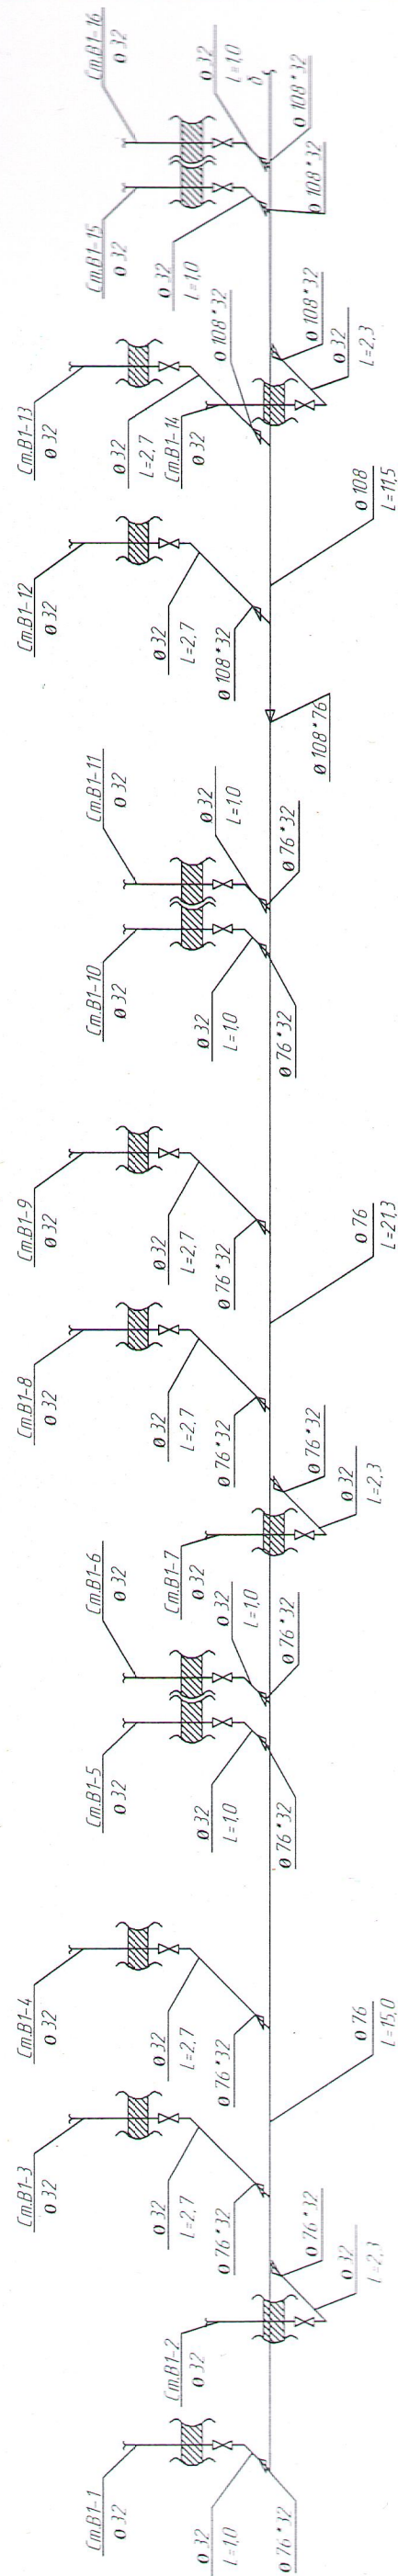 Ст.В1-1
ø 32
ø 32
l=1,0
ø 76*32
Ст.В1-2
ø 32
ø 76*32
ø 32
l=2,3
Ст.В1-3
ø 32
ø 32
l=2,7
ø 76*32
Ст.В1-4
ø 32
ø 32
l=2,7
ø 76*32
ø 76
l=15,0
Ст.В1-5
ø 32
ø 32
l=1,0
ø 76*32
Ст.В1-6
ø 32
ø 32
l=1,0
ø 76*32
Ст.В1-7
ø 32
ø 76*32
ø 32
l=2,3
Ст.В1-8
ø 32
ø 32
l=2,7
ø 76*32
Ст.В1-9
ø 32
ø 32
l=2,7
ø 76*32
ø 76
l=21,3
Ст.В1-10
ø 32
ø 32
l=1,0
ø 76*32
Ст.В1-11
ø 32
ø 32
l=1,0
ø 76*32
ø 108*76
Ст.В1-12
ø 32
ø 32
l=2,7
ø 108*32
ø 108
l=11,5
Ст.В1-13
ø 32
ø 32
l=2,7
ø 108*32
Ст.В1-14
ø 32
ø 108*32
ø 32
l=2,3
Ст.В1-15
ø 32
ø 32
l=1,0
ø 108*32
Ст.В1-16
ø 32
ø 32
l=1,0
ø 108*32
б